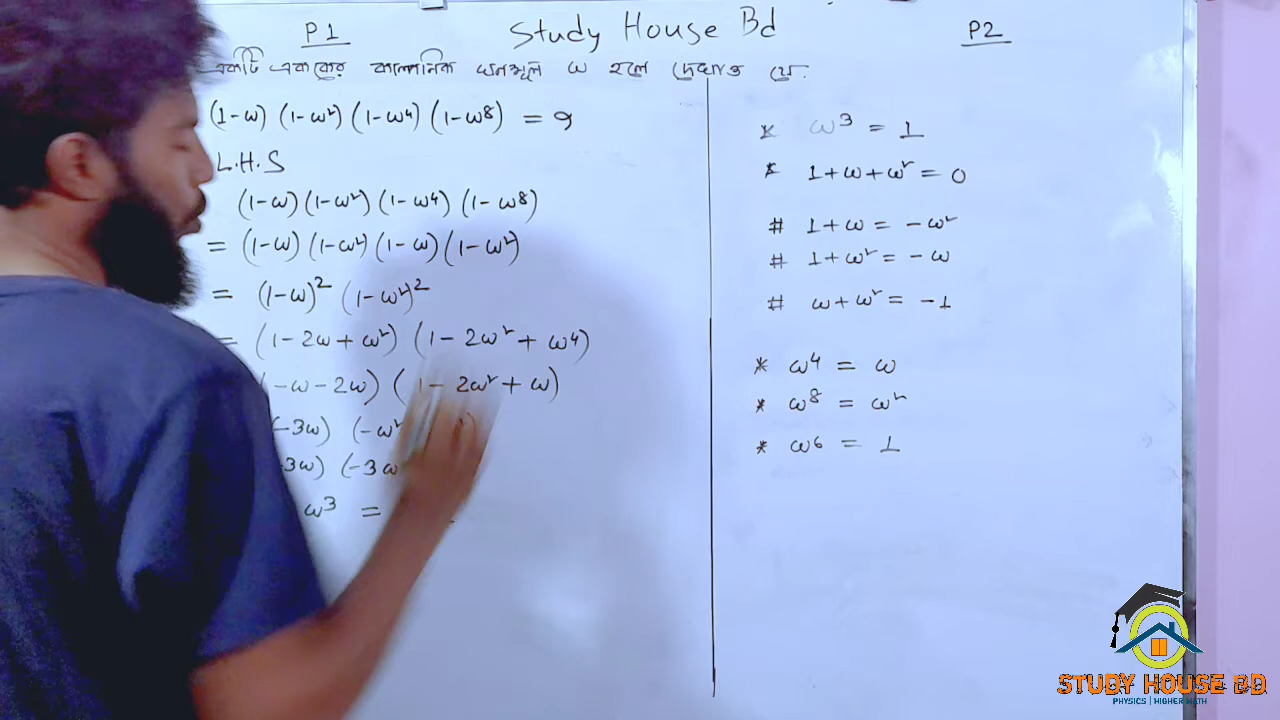 P1
Study House Bd
P2
একটি এককের কাল্পনিক ঘনমূল ω হলে দেখাও যে.
(1-ω) (1-ω²) (1-ω4) (1-ω8) = 9
L.H.S
(1-ω) (1-ω²) (1-ω4) (1-ω8)
= (1-ω) (1-ω²) (1-ω) (1-ω²)
= (1-ω)² (1-ω²)²
= (1-2ω+ω²) (1-2ω²+ω4)
-ω-2ω) (1-2ω²+ω)
-3ω) (-ω²
3ω) (-3ω
ω3 =
* ω3 = 1
* 1+ω+ω² = 0
# 1+ω = -ω²
# 1+ω² = -ω
# ω+ω² = -1
* ω4 = ω
* ω8 = ω²
* ω6 = 1
STUDY HOUSE BD
PHYSICS | HIGHER MATH